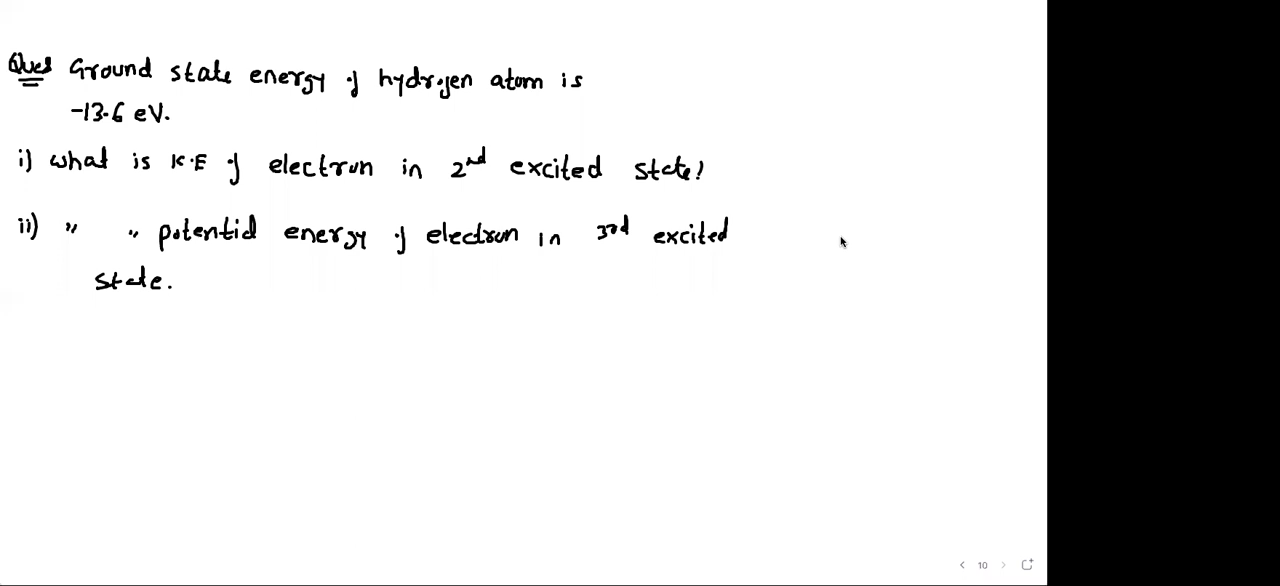 Ques Ground state energy of hydrogen atom is
-13.6 eV.
i) what is K.E of electron in 2nd excited state?
ii) " " potential energy of electron in 3rd excited
state.
< 10 >